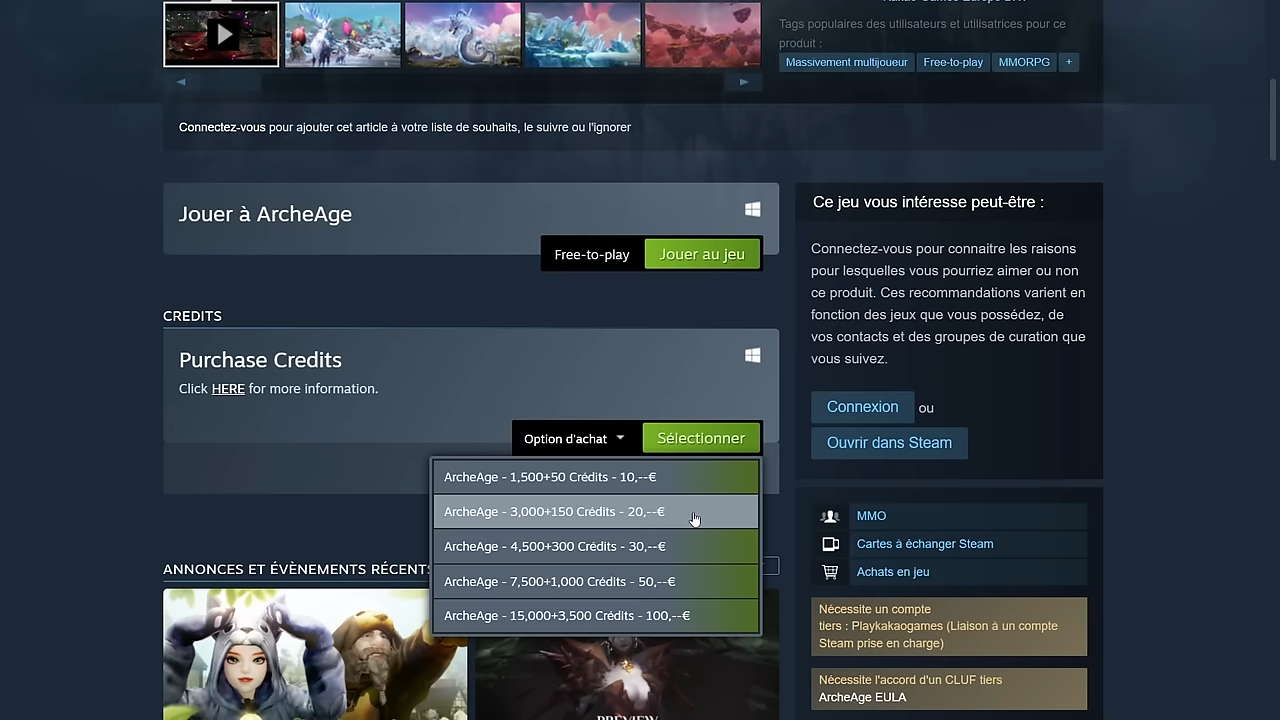 Tags populaires des utilisateurs et utilisatrices pour ce
produit :
Massivement multijoueur
Free-to-play
MMORPG
+
Connectez-vous pour ajouter cet article à votre liste de souhaits, le suivre ou l'ignorer
Jouer à ArcheAge
Free-to-play
Jouer au jeu
CREDITS
Purchase Credits
Click HERE for more information.
Option d'achat
Sélectionner
ArcheAge - 1,500+50 Crédits - 10,--€
ArcheAge - 3,000+150 Crédits - 20,--€
ArcheAge - 4,500+300 Crédits - 30,--€
ArcheAge - 7,500+1,000 Crédits - 50,--€
ArcheAge - 15,000+3,500 Crédits - 100,--€
ANNONCES ET ÉVÈNEMENTS RÉCENTS
PREVIEW
Ce jeu vous intéresse peut-être :
Connectez-vous pour connaitre les raisons
pour lesquelles vous pourriez aimer ou non
ce produit. Ces recommandations varient en
fonction des jeux que vous possédez, de
vos contacts et des groupes de curation que
vous suivez.
Connexion ou
Ouvrir dans Steam
MMO
Cartes à échanger Steam
Achats en jeu
Nécessite un compte
tiers : Playkakaogames (Liaison à un compte
Steam prise en charge)
Nécessite l'accord d'un CLUF tiers
ArcheAge EULA